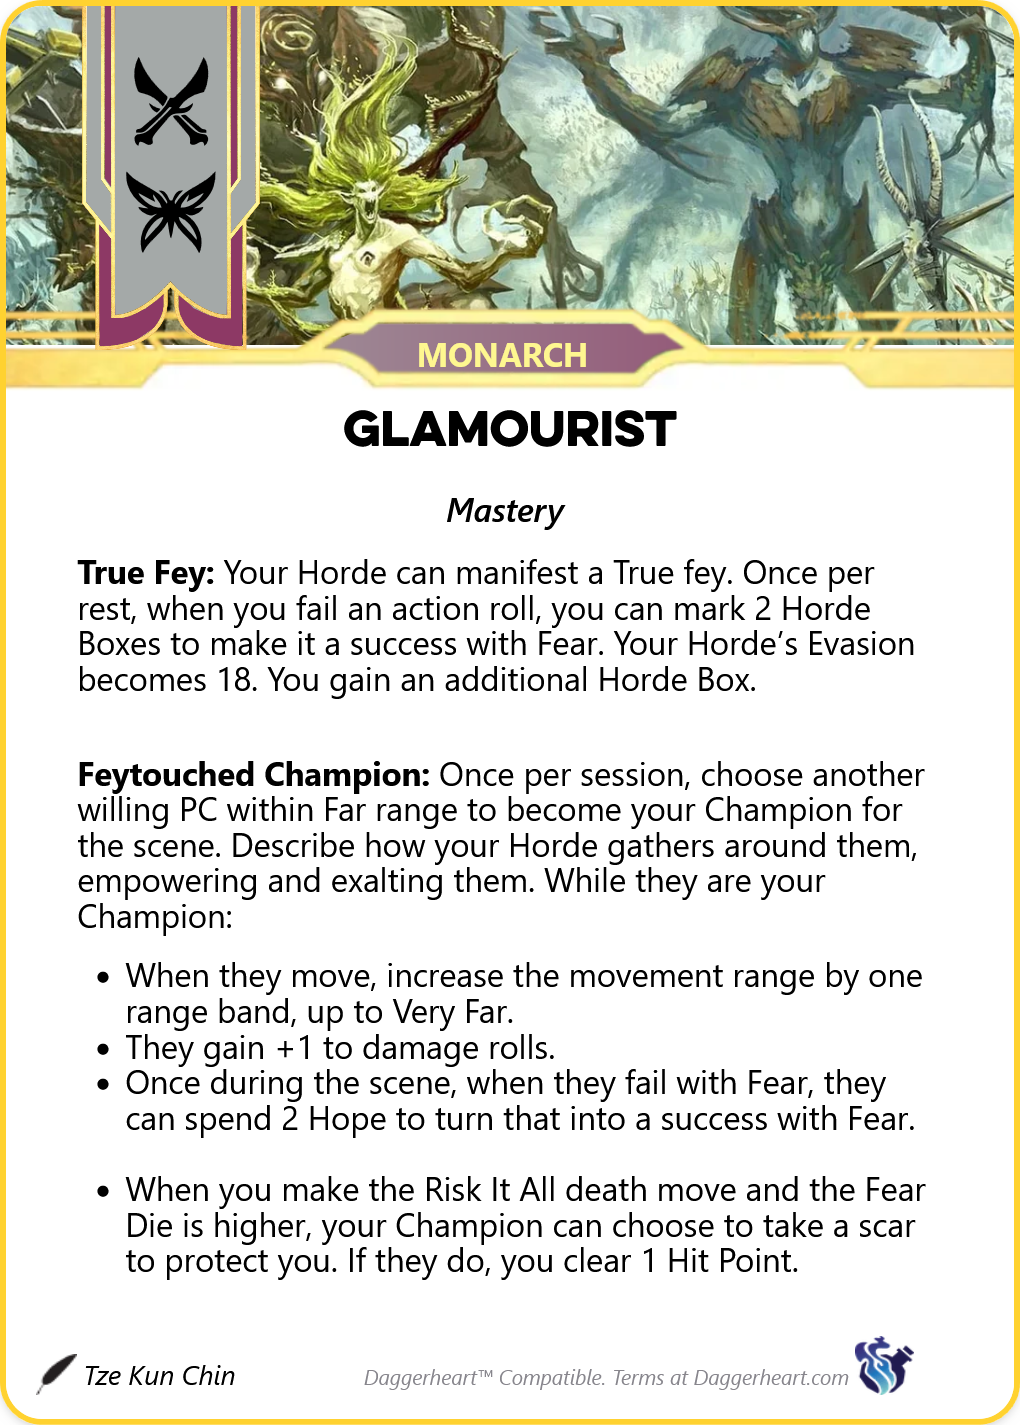 MONARCH
GLAMOURIST
Mastery
True Fey: Your Horde can manifest a True fey. Once per
rest, when you fail an action roll, you can mark 2 Horde
Boxes to make it a success with Fear. Your Horde’s Evasion
becomes 18. You gain an additional Horde Box.
Feytouched Champion: Once per session, choose another
willing PC within Far range to become your Champion for
the scene. Describe how your Horde gathers around them,
empowering and exalting them. While they are your
Champion:
• When they move, increase the movement range by one
range band, up to Very Far.
• They gain +1 to damage rolls.
• Once during the scene, when they fail with Fear, they
can spend 2 Hope to turn that into a success with Fear.
• When you make the Risk It All death move and the Fear
Die is higher, your Champion can choose to take a scar
to protect you. If they do, you clear 1 Hit Point.
Tze Kun Chin
Daggerheart™ Compatible. Terms at Daggerheart.com